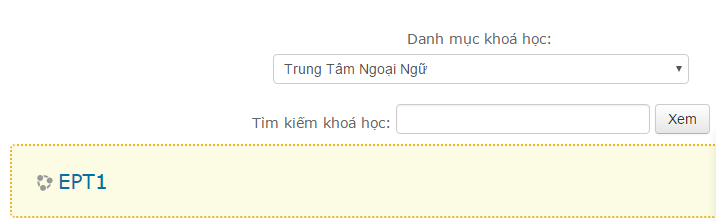 Danh mục khoá học:
Trung Tâm Ngoại Ngữ
Tìm kiếm khoá học: Xem
EPT1